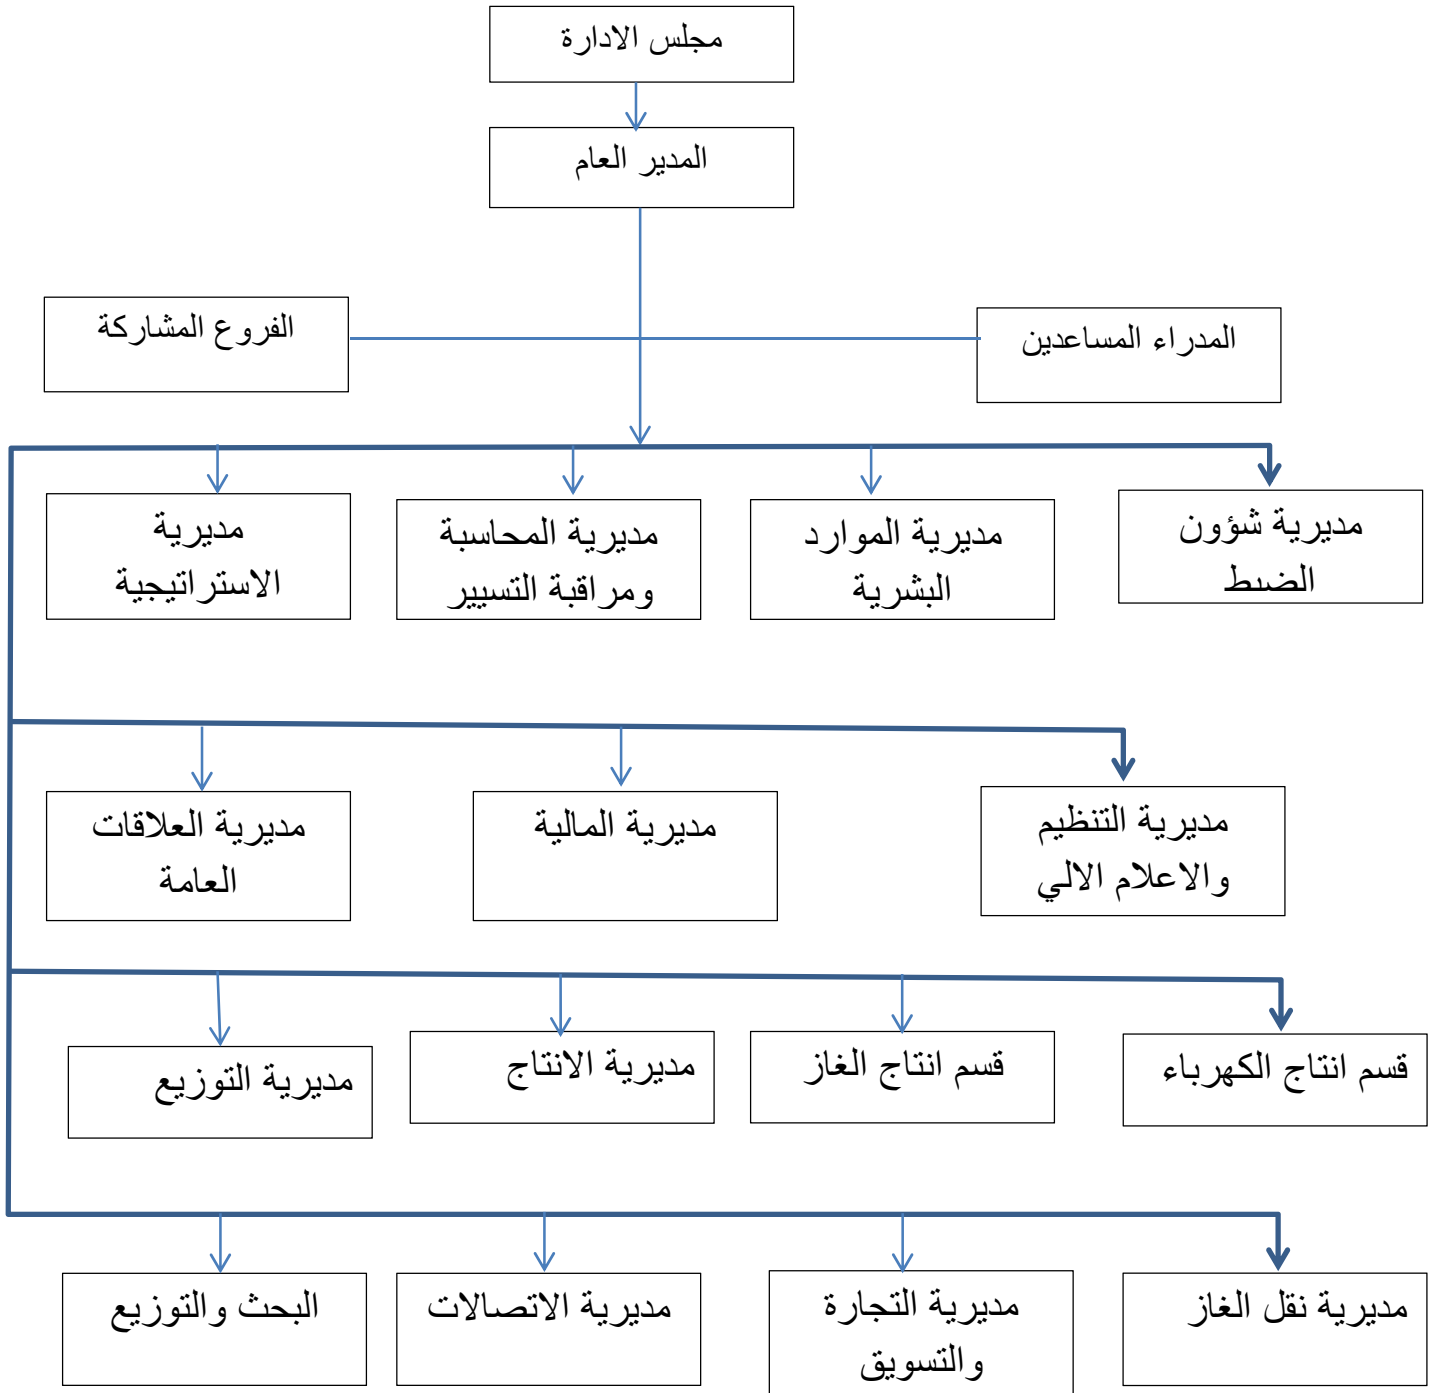 مجلس الادارة
المدير العام
المدراء المساعدين
الفروع المشاركة
مديرية شؤون
الضبط
مديرية الموارد
البشرية
مديرية المحاسبة
ومراقبة التسيير
مديرية
الاستراتيجية
مديرية التنظيم
والاعلام الالي
مديرية المالية
مديرية العلاقات
العامة
قسم انتاج الكهرباء
قسم انتاج الغاز
مديرية الانتاج
مديرية التوزيع
مديرية نقل الغاز
مديرية التجارة
والتسويق
مديرية الاتصالات
البحث والتوزيع